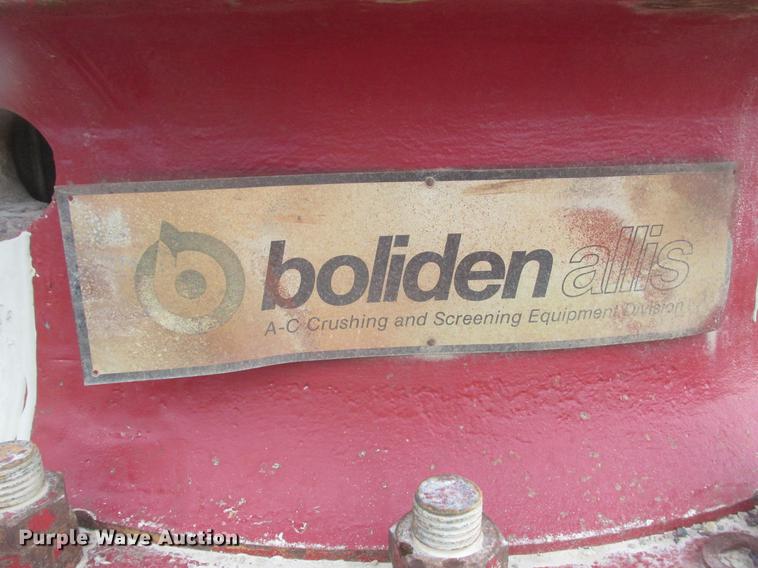 boliden allis
A-C Crushing and Screening Equipment Division
Purple Wave Auction